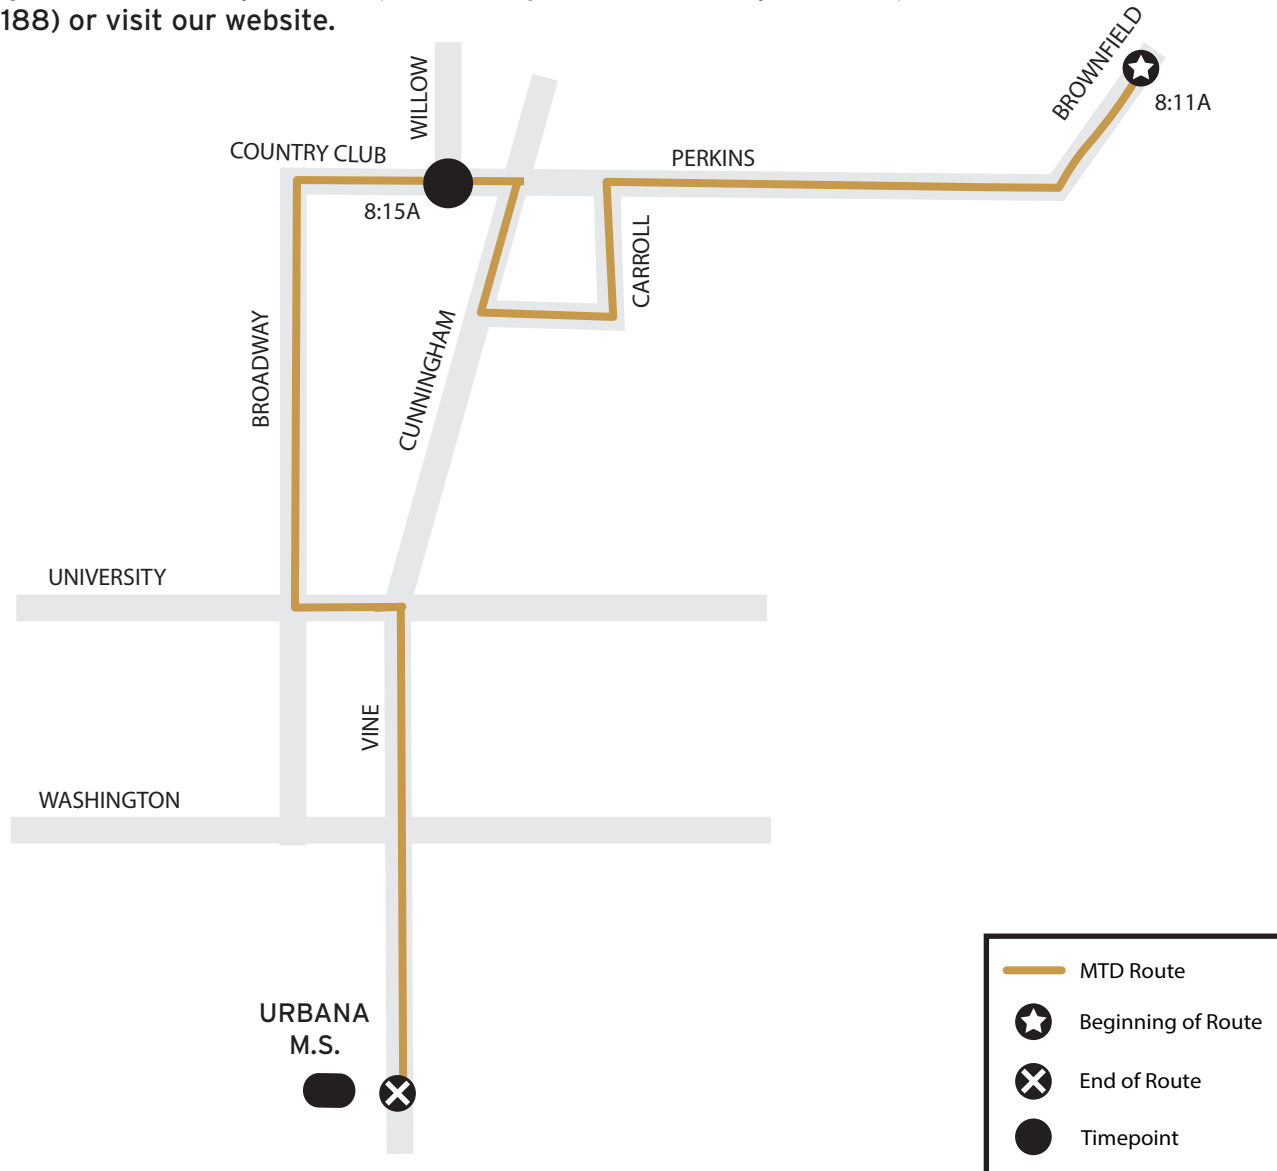 188) or visit our website.
BROWNFIELD
8:11A
WILLOW
COUNTRY CLUB
PERKINS
8:15A
CARROLL
CUNNINGHAM
BROADWAY
UNIVERSITY
VINE
WASHINGTON
URBANA
M.S.
MTD Route
Beginning of Route
End of Route
Timepoint